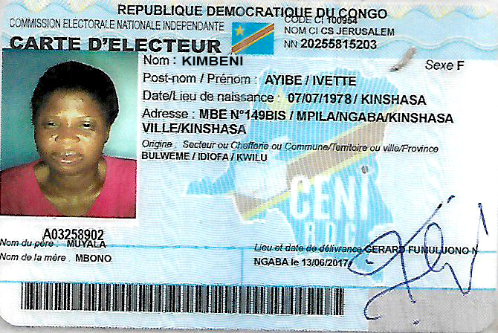 REPUBLIQUE DEMOCRATIQUE DU CONGO
COMMISSION ELECTORALE NATIONALE INDEPENDANTE
CODE CI 100954
NOM CI CS JERUSALEM
CARTE D'ELECTEUR
NN 20255815203
Nom : KIMBENI
Sexe F
Post-nom / Prénom : AYIBE / IVETTE
Date/Lieu de naissance : 07/07/1978 / KINSHASA
Adresse : MBE N°149BIS / MPILA/NGABA/KINSHASA
VILLE/KINSHASA
Origine : Secteur ou Chefferie ou Commune/Territoire ou ville/Province
BULWEME / IDIOFA / KWILU
CENI
RDC
A03258902
Nom du père : MUYALA
Nom de la mère : MBONO
Lieu et date de délivrance GERARD FUMULUONO N
NGABA le 13/06/2017